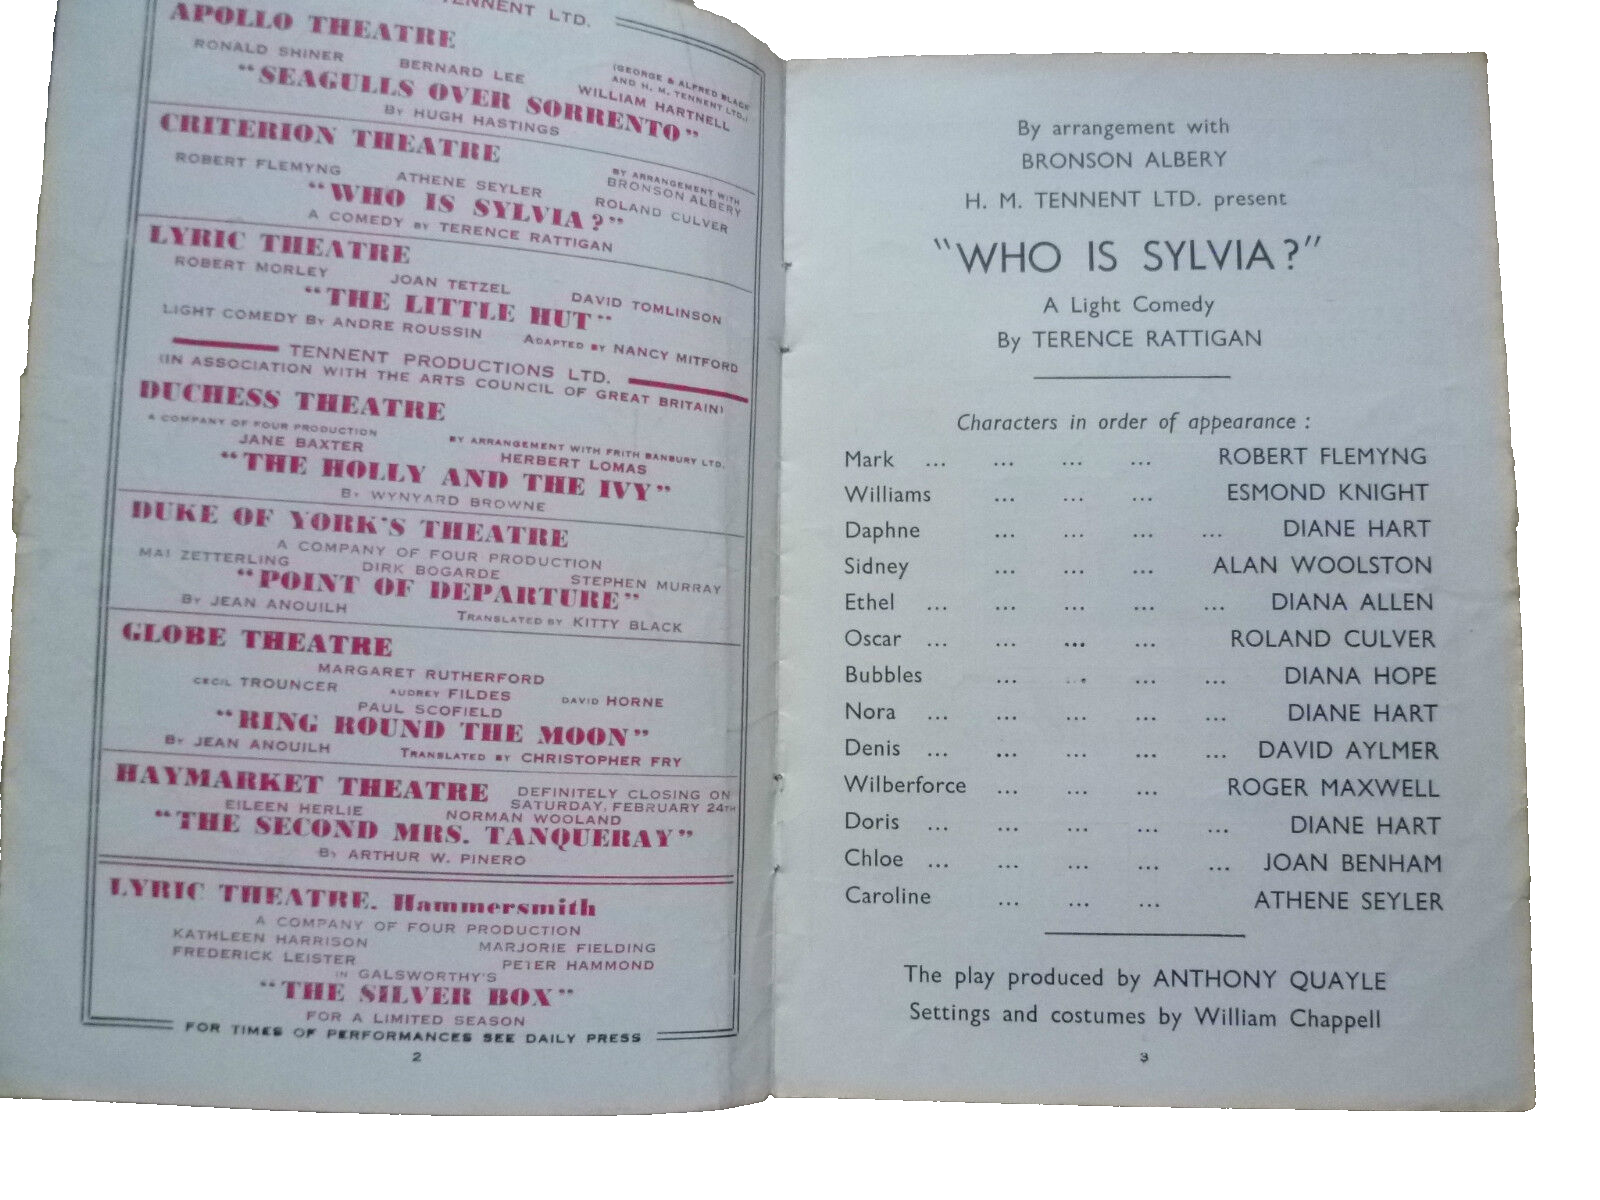 TENNENT LTD.
APOLLO THEATRE
(GEORGE & ALFRED BLACK
AND H. M. TENNENT LTD.)
RONALD SHINER BERNARD LEE WILLIAM HARTNELL
"SEAGULLS OVER SORRENTO"
By HUGH HASTINGS
CRITERION THEATRE
BY ARRANGEMENT WITH
BRONSON ALBERY
ROBERT FLEMYNG ATHENE SEYLER ROLAND CULVER
"WHO IS SYLVIA?"
A COMEDY BY TERENCE RATTIGAN
LYRIC THEATRE
ROBERT MORLEY JOAN TETZEL DAVID TOMLINSON
"THE LITTLE HUT"
LIGHT COMEDY By ANDRE ROUSSIN ADAPTED BY NANCY MITFORD
TENNENT PRODUCTIONS LTD.
(IN ASSOCIATION WITH THE ARTS COUNCIL OF GREAT BRITAIN)
DUCHESS THEATRE
A COMPANY OF FOUR PRODUCTION BY ARRANGEMENT WITH FRITH BANBURY LTD.
JANE BAXTER HERBERT LOMAS
"THE HOLLY AND THE IVY"
By WYNYARD BROWNE
DUKE OF YORK'S THEATRE
A COMPANY OF FOUR PRODUCTION
MAI ZETTERLING DIRK BOGARDE STEPHEN MURRAY
"POINT OF DEPARTURE"
By JEAN ANOUILH TRANSLATED BY KITTY BLACK
GLOBE THEATRE
MARGARET RUTHERFORD
CECIL TROUNCER AUDREY FILDES DAVID HORNE
PAUL SCOFIELD
"RING ROUND THE MOON"
By JEAN ANOUILH TRANSLATED BY CHRISTOPHER FRY
HAYMARKET THEATRE DEFINITELY CLOSING ON
SATURDAY, FEBRUARY 24TH
EILEEN HERLIE NORMAN WOOLAND
"THE SECOND MRS. TANQUERAY"
By ARTHUR W. PINERO
LYRIC THEATRE. Hammersmith
A COMPANY OF FOUR PRODUCTION
KATHLEEN HARRISON MARJORIE FIELDING
FREDERICK LEISTER PETER HAMMOND
IN GALSWORTHY'S
"THE SILVER BOX"
FOR A LIMITED SEASON
FOR TIMES OF PERFORMANCES SEE DAILY PRESS
2
By arrangement with
BRONSON ALBERY
H. M. TENNENT LTD. present
"WHO IS SYLVIA?"
A Light Comedy
By TERENCE RATTIGAN
Characters in order of appearance :
Mark ... ... ... ... ROBERT FLEMYNG
Williams ... ... ... ESMOND KNIGHT
Daphne ... ... ... ... DIANE HART
Sidney ... ... ... ALAN WOOLSTON
Ethel ... ... ... ... ... DIANA ALLEN
Oscar ... ... ... ... ROLAND CULVER
Bubbles ... ... ... ... DIANA HOPE
Nora ... ... ... ... ... DIANE HART
Denis ... ... ... ... ... DAVID AYLMER
Wilberforce ... ... ... ROGER MAXWELL
Doris ... ... ... ... ... DIANE HART
Chloe ... ... ... ... ... JOAN BENHAM
Caroline ... ... ... ATHENE SEYLER
The play produced by ANTHONY QUAYLE
Settings and costumes by William Chappell
3